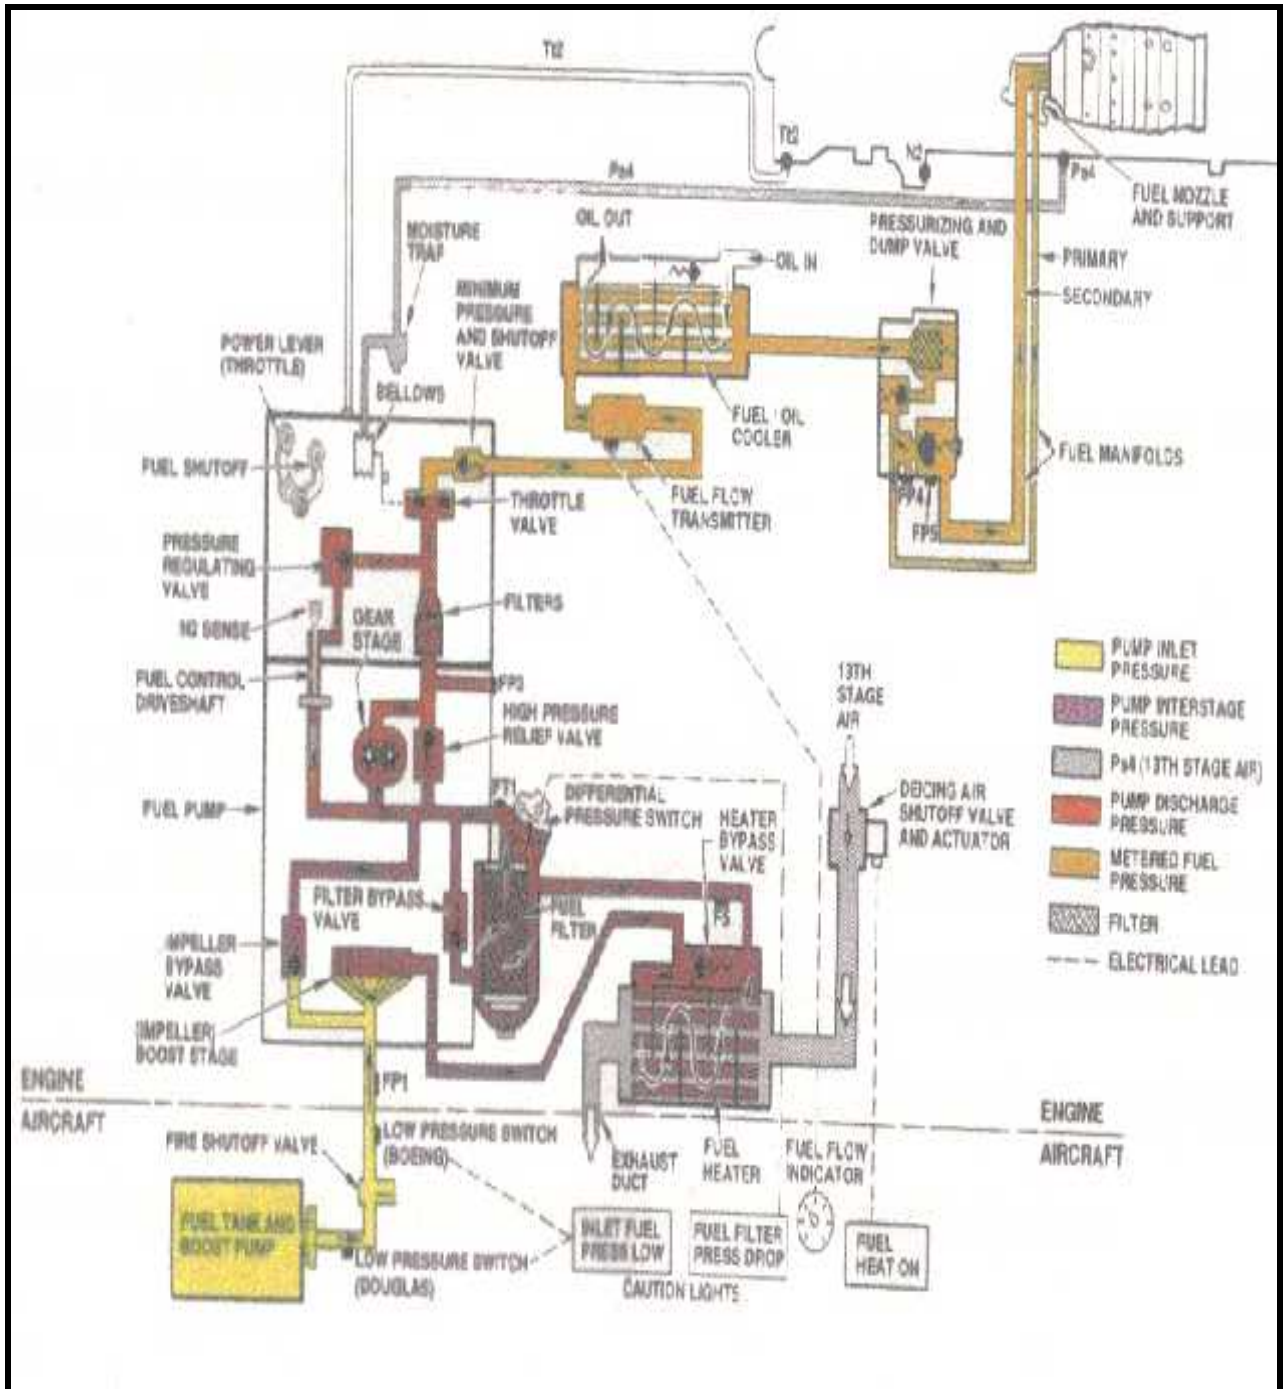 Tt2
Tt2
N2
Ps4
Ps4
FUEL NOZZLE
AND SUPPORT
OIL OUT
PRESSURIZING AND
DUMP VALVE
MOISTURE
TRAP
OIL IN
PRIMARY
SECONDARY
MINIMUM
PRESSURE
AND SHUTOFF
VALVE
POWER LEVER
(THROTTLE)
BELLOWS
FUEL / OIL
COOLER
FUEL MANIFOLDS
FUEL SHUTOFF
FP4
FP5
THROTTLE
VALVE
FUEL FLOW
TRANSMITTER
PRESSURE
REGULATING
VALVE
FILTERS
N2 SENSE
GEAR
STAGE
FUEL CONTROL
DRIVESHAFT
HIGH PRESSURE
RELIEF VALVE
13TH
STAGE
AIR
PUMP INLET
PRESSURE
PUMP INTERSTAGE
PRESSURE
Ps4 (13TH STAGE AIR)
PUMP DISCHARGE
PRESSURE
METERED FUEL
PRESSURE
FILTER
ELECTRICAL LEAD
FUEL PUMP
DIFFERENTIAL
PRESSURE SWITCH
HEATER
BYPASS
VALVE
DEICING AIR
SHUTOFF VALVE
AND ACTUATOR
FILTER BYPASS
VALVE
FUEL
FILTER
IMPELLER
BYPASS
VALVE
(IMPELLER)
BOOST STAGE
FP1
ENGINE
AIRCRAFT
ENGINE
AIRCRAFT
FIRE SHUTOFF VALVE
LOW PRESSURE SWITCH
(BOEING)
EXHAUST
DUCT
FUEL
HEATER
FUEL FLOW
INDICATOR
FUEL TANK AND
BOOST PUMP
LOW PRESSURE SWITCH
(DOUGLAS)
INLET FUEL
PRESS LOW
FUEL FILTER
PRESS DROP
FUEL
HEAT ON
CAUTION LIGHTS